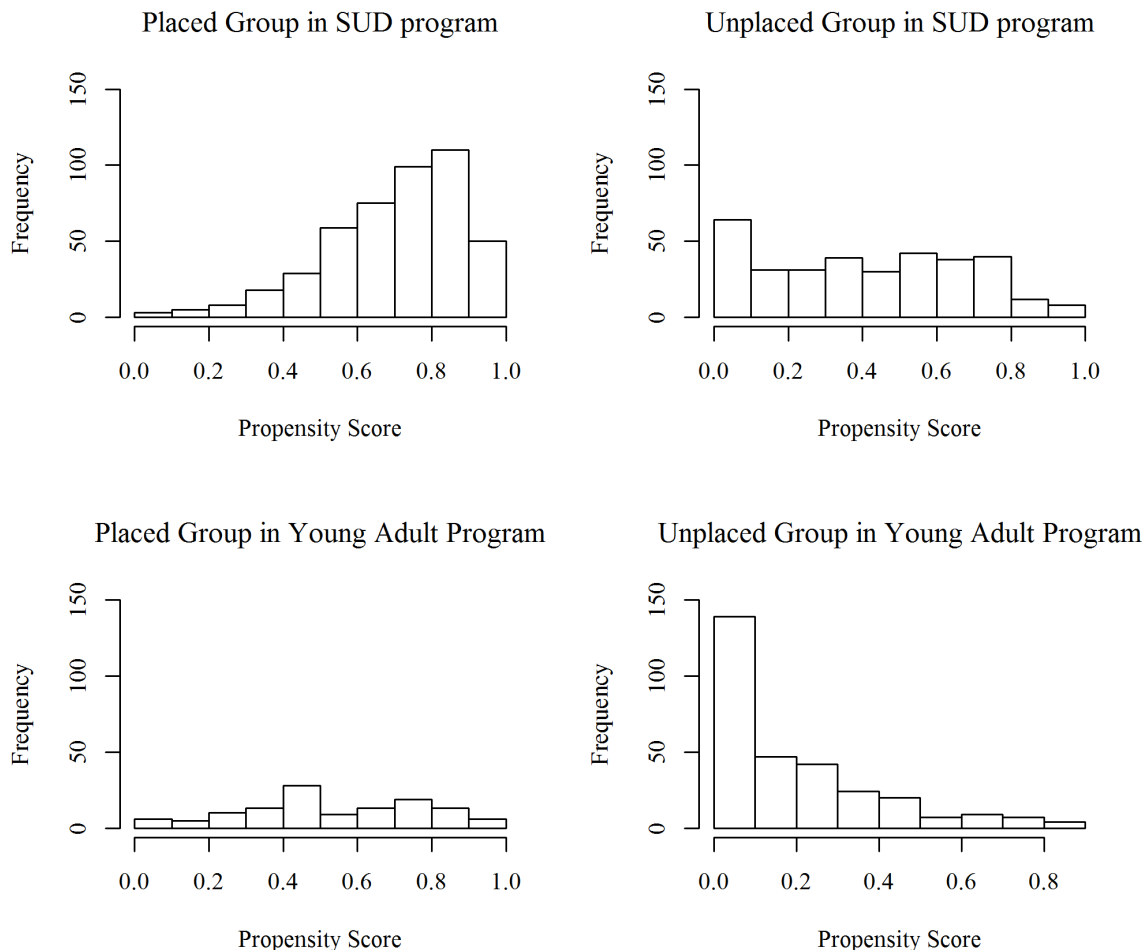 Placed Group in SUD program
Frequency
150
100
50
0
0.0 0.2 0.4 0.6 0.8 1.0
Propensity Score
Unplaced Group in SUD program
Frequency
150
100
50
0
0.0 0.2 0.4 0.6 0.8 1.0
Propensity Score
Placed Group in Young Adult Program
Frequency
150
100
50
0
0.0 0.2 0.4 0.6 0.8 1.0
Propensity Score
Unplaced Group in Young Adult Program
Frequency
150
100
50
0
0.0 0.2 0.4 0.6 0.8
Propensity Score